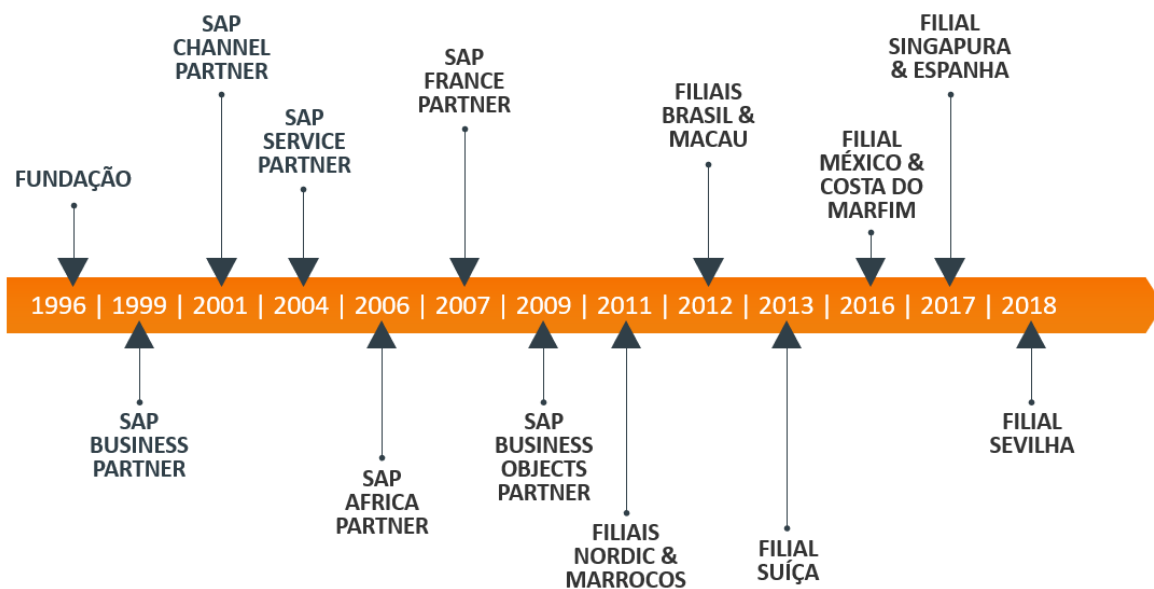 SAP
CHANNEL
PARTNER
FILIAL
SINGAPURA
& ESPANHA
SAP
FRANCE
PARTNER
FILIAIS
BRASIL &
MACAU
SAP
SERVICE
PARTNER
FILIAL
MÉXICO &
COSTA DO
MARFIM
FUNDAÇÃO
1996 | 1999 | 2001 | 2004 | 2006 | 2007 | 2009 | 2011 | 2012 | 2013 | 2016 | 2017 | 2018
SAP
BUSINESS
PARTNER
SAP
BUSINESS
OBJECTS
PARTNER
FILIAL
SEVILHA
SAP
AFRICA
PARTNER
FILIAIS
NORDIC &
MARROCOS
FILIAL
SUÍÇA